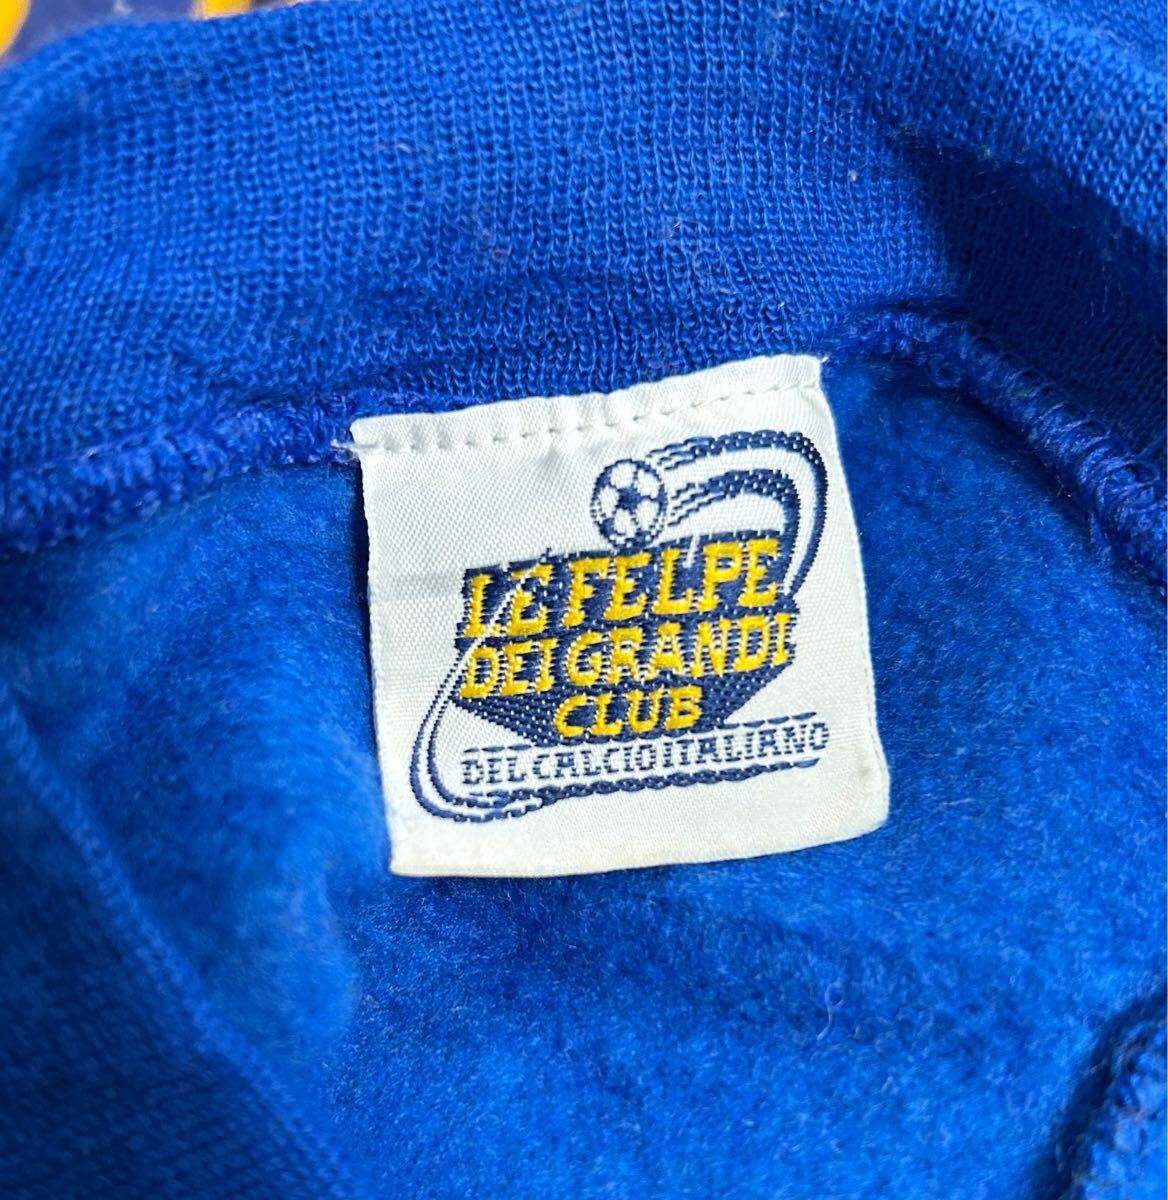 LE FELPE
DEI GRANDI
CLUB
DEL CALCIO ITALIANO